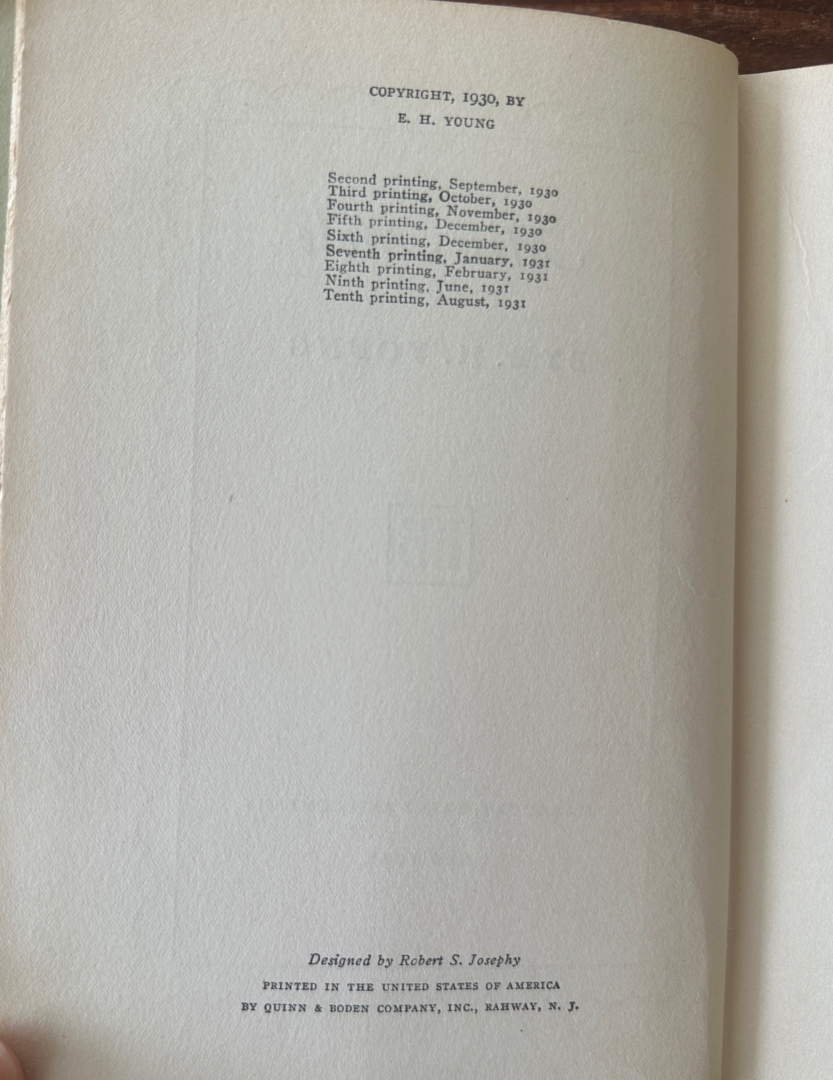 COPYRIGHT, 1930, BY
E. H. YOUNG
Second printing, September, 1930
Third printing, October, 1930
Fourth printing, November, 1930
Fifth printing, December, 1930
Sixth printing, December, 1930
Seventh printing, January, 1931
Eighth printing, February, 1931
Ninth printing, June, 1931
Tenth printing, August, 1931
Designed by Robert S. Josephy
PRINTED IN THE UNITED STATES OF AMERICA
BY QUINN & BODEN COMPANY, INC., RAHWAY, N. J.